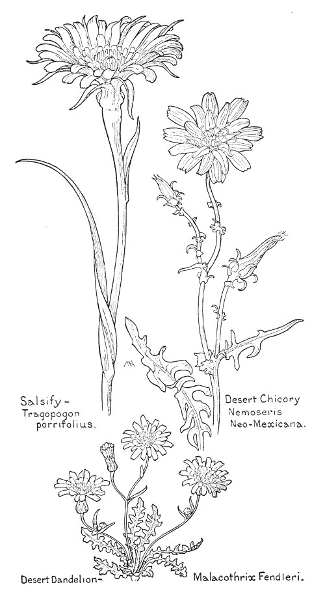 Salsify-
Tragopogon
porrifolius.
Desert Chicory
Nemoseris
Neo-Mexicana.
Desert Dandelion-
Malacothrix Fendleri.